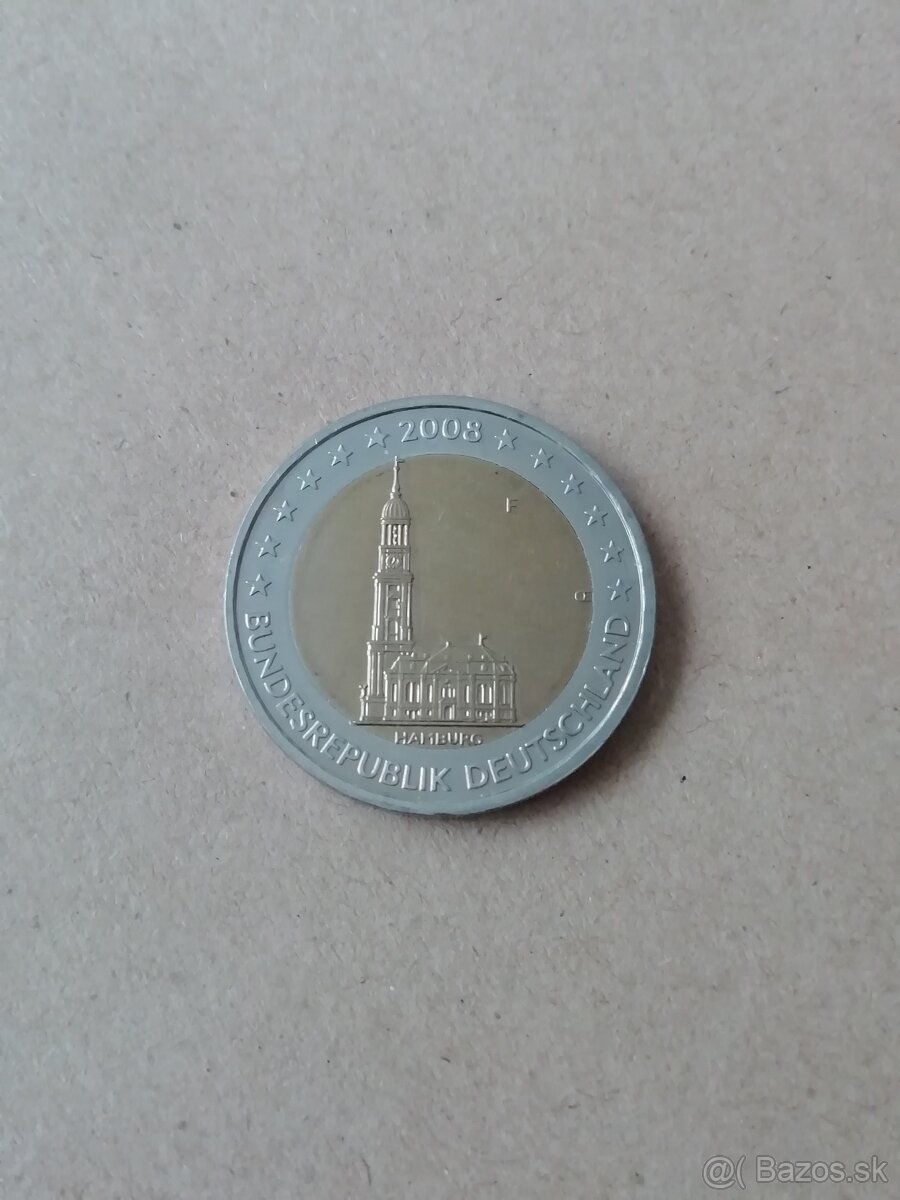 2008
F
BUNDESREPUBLIK DEUTSCHLAND
HAMBURG
@( Bazos.sk